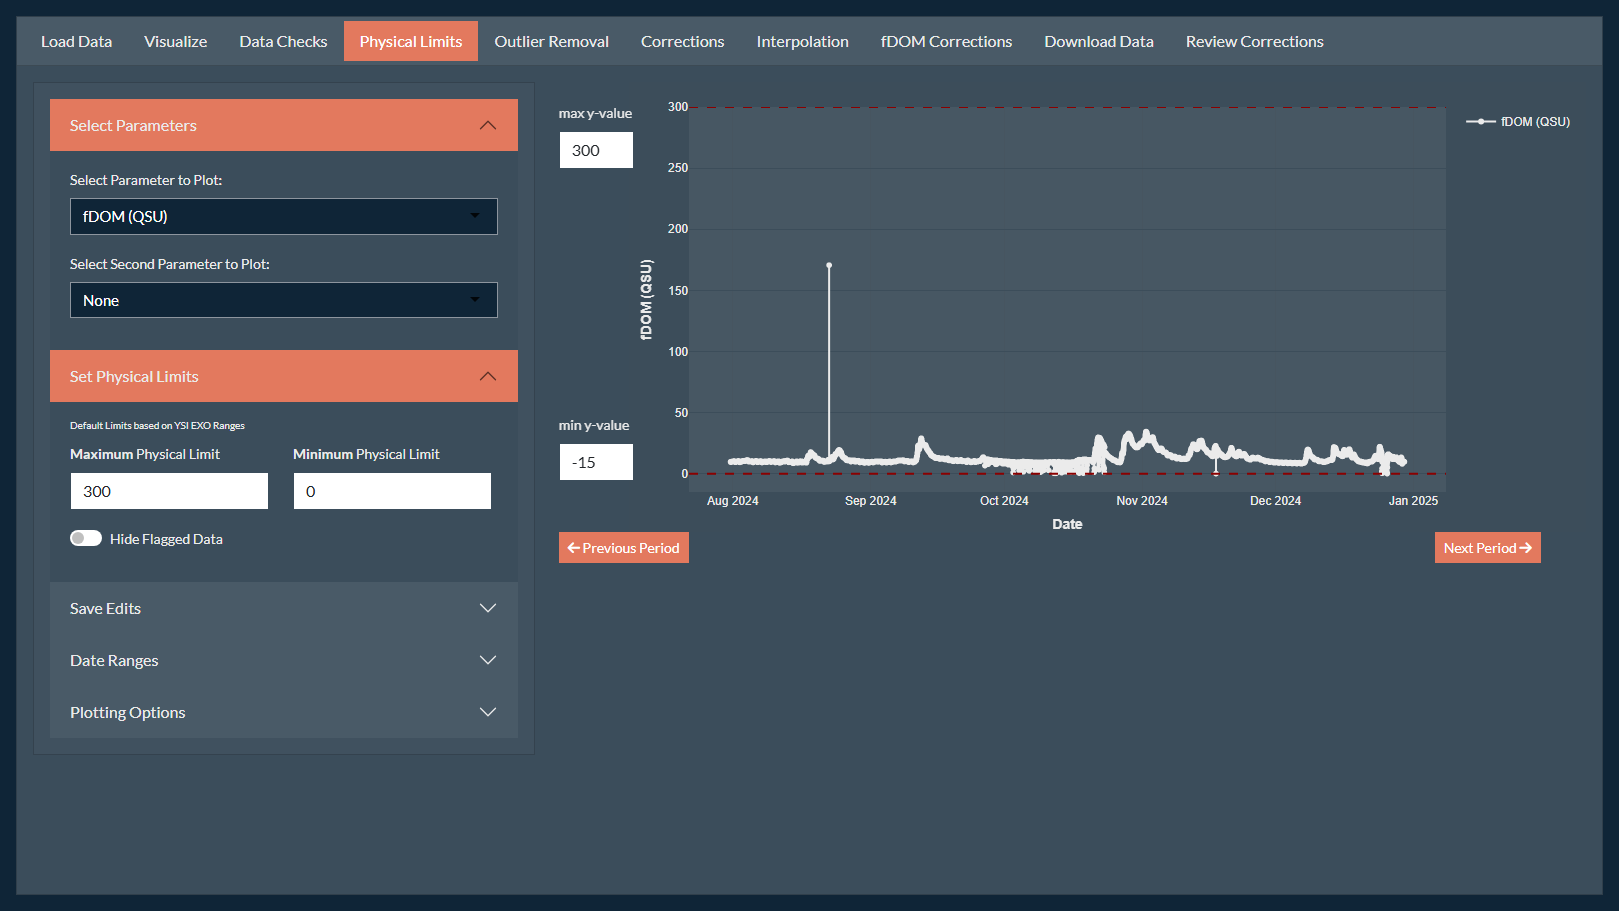 Load Data
Visualize
Data Checks
Physical Limits
Outlier Removal
Corrections
Interpolation
fDOM Corrections
Download Data
Review Corrections
Select Parameters
Select Parameter to Plot:
fDOM (QSU)
Select Second Parameter to Plot:
None
Set Physical Limits
Default Limits based on YSI EXO Ranges
Maximum Physical Limit
Minimum Physical Limit
300
0
Hide Flagged Data
Save Edits
Date Ranges
Plotting Options
max y-value
300
min y-value
-15
fDOM (QSU)
300
250
200
150
100
50
0
Aug 2024
Sep 2024
Oct 2024
Nov 2024
Dec 2024
Jan 2025
Date
fDOM (QSU)
Previous Period
Next Period